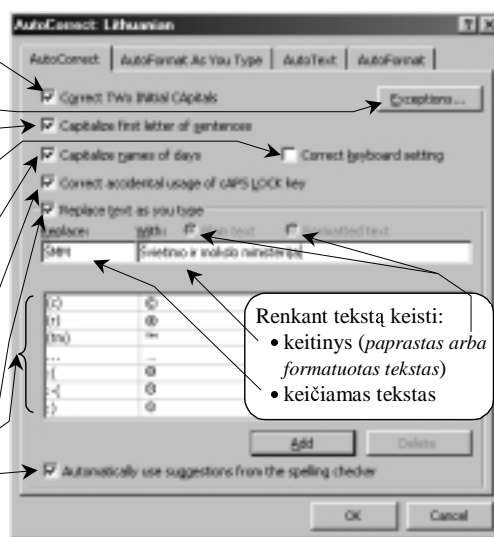 AutoCorrect: Lithuanian
AutoCorrect AutoFormat As You Type AutoText AutoFormat
Correct TWo INitial CApitals Exceptions...
Capitalize first letter of sentences
Capitalize names of days Correct keyboard setting
Correct accidental usage of cAPS LOCK key
Replace text as you type
Replace: With: Plain text Formatted text
ŠMM Švietimo ir mokslo ministerija
(c) ©
(r) ®
(tm) ™
... …
:(
:-(
:)
Renkant tekstą keisti:
• keitinys (paprastas arba
formatuotas tekstas)
• keičiamas tekstas
Add Delete
Automatically use suggestions from the spelling checker
OK Cancel